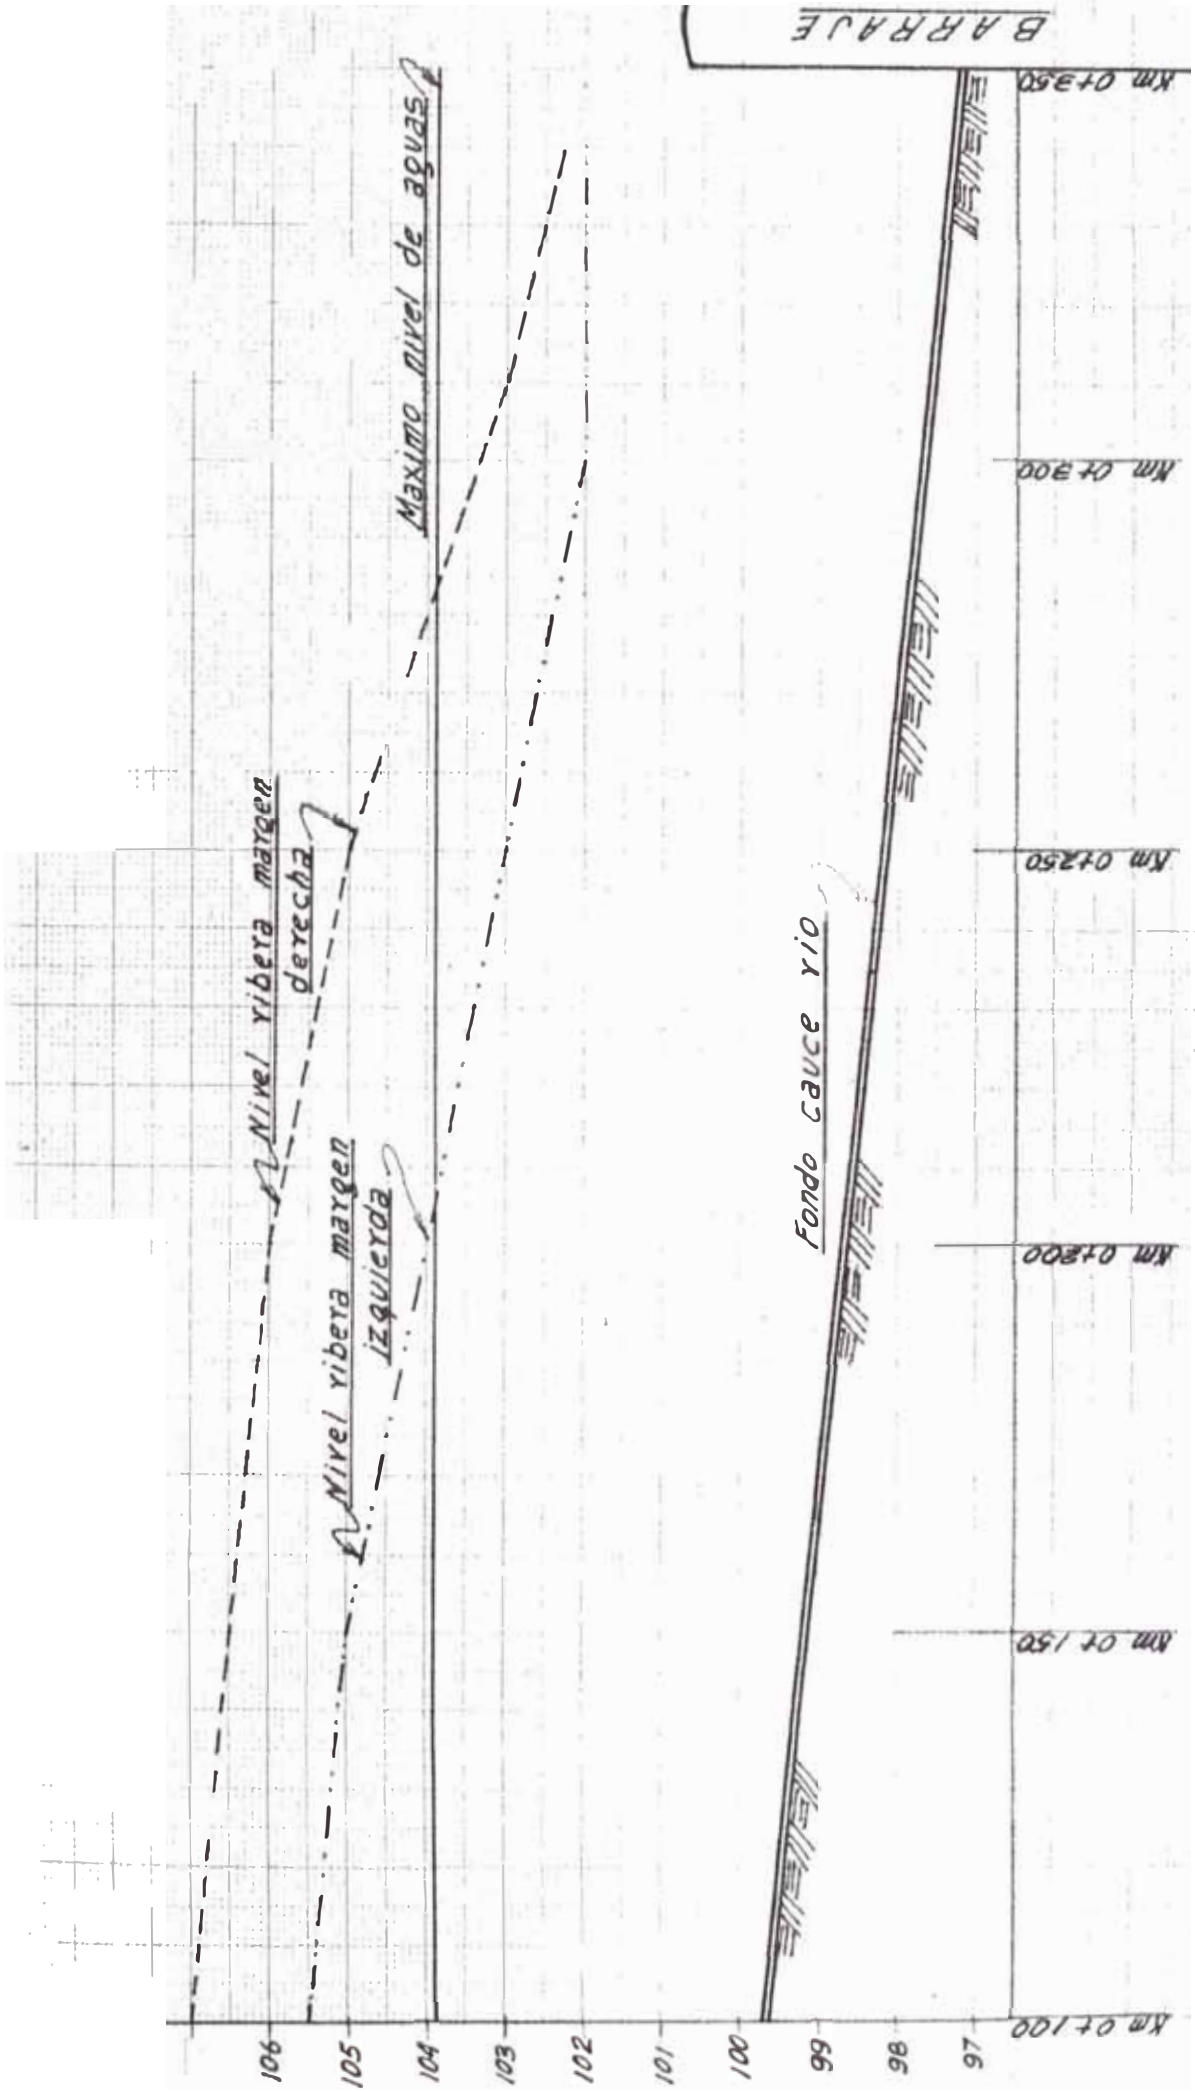 BARRAJE
Maximo nivel de aguas
Nivel ribera margen
derecha
Nivel ribera margen
izquierda
Fondo cauce rio
106
105
104
103
102
101
100
99
98
97
Km 0+100
Km 0+150
Km 0+200
Km 0+250
Km 0+300
Km 0+350